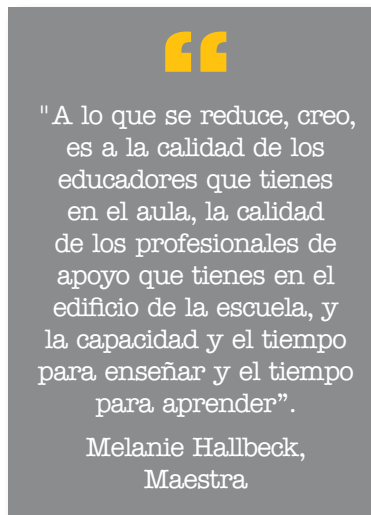 "A lo que se reduce, creo,
es a la calidad de los
educadores que tienes
en el aula, la calidad
de los profesionales de
apoyo que tienes en el
edificio de la escuela, y
la capacidad y el tiempo
para enseñar y el tiempo
para aprender”.
Melanie Hallbeck,
Maestra